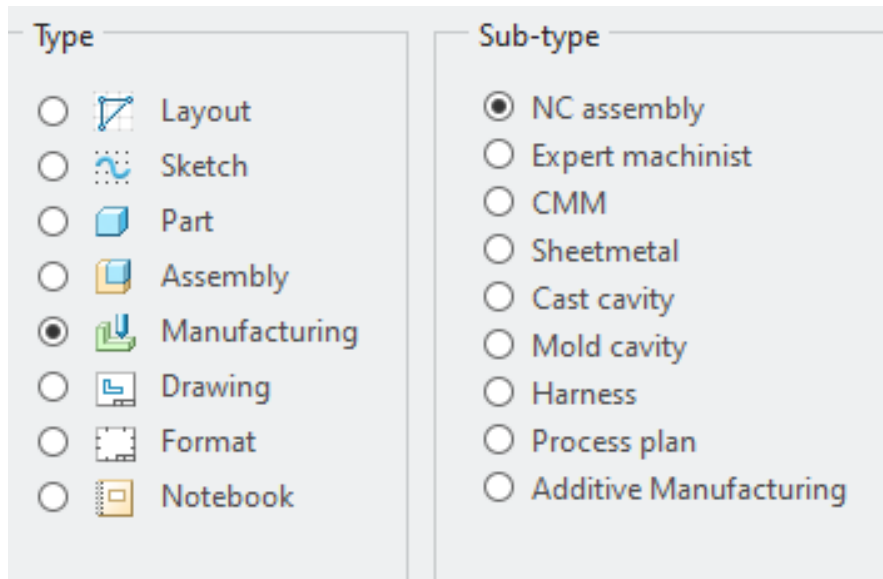 Type
Layout
Sketch
Part
Assembly
Manufacturing
Drawing
Format
Notebook
Sub-type
NC assembly
Expert machinist
CMM
Sheetmetal
Cast cavity
Mold cavity
Harness
Process plan
Additive Manufacturing